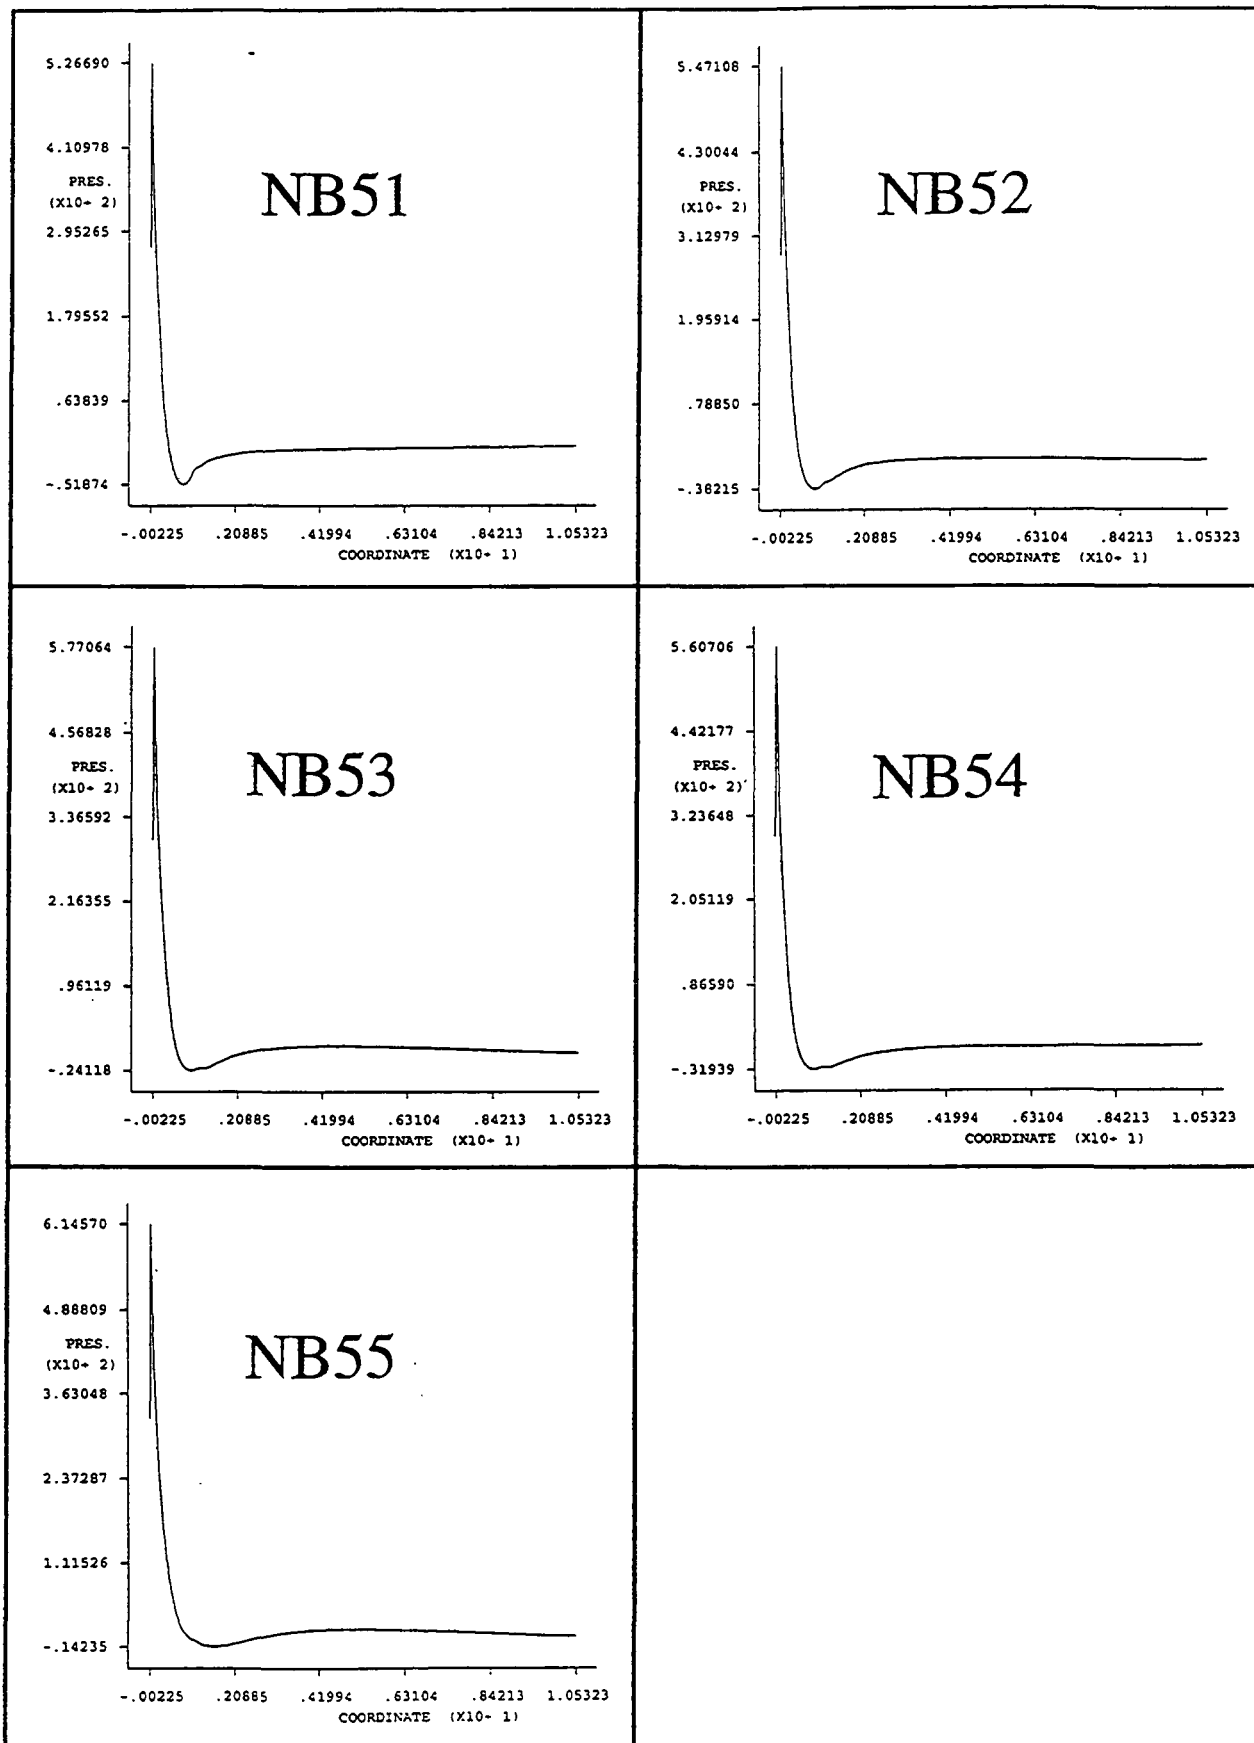 5.26690
4.10978
PRES.
(X10+ 2)
2.95265
1.79552
.63839
-.51874
NB51
-.00225 .20885 .41994 .63104 .84213 1.05323
COORDINATE (X10+ 1)
5.47108
4.30044
PRES.
(X10+ 2)
3.12979
1.95914
.78850
-.38215
NB52
-.00225 .20885 .41994 .63104 .84213 1.05323
COORDINATE (X10+ 1)
5.77064
4.56828
PRES.
(X10+ 2)
3.36592
2.16355
.96119
-.24118
NB53
-.00225 .20885 .41994 .63104 .84213 1.05323
COORDINATE (X10+ 1)
5.60706
4.42177
PRES.
(X10+ 2)
3.23648
2.05119
.86590
-.31939
NB54
-.00225 .20885 .41994 .63104 .84213 1.05323
COORDINATE (X10+ 1)
6.14570
4.88809
PRES.
(X10+ 2)
3.63048
2.37287
1.11526
-.14235
NB55
-.00225 .20885 .41994 .63104 .84213 1.05323
COORDINATE (X10+ 1)